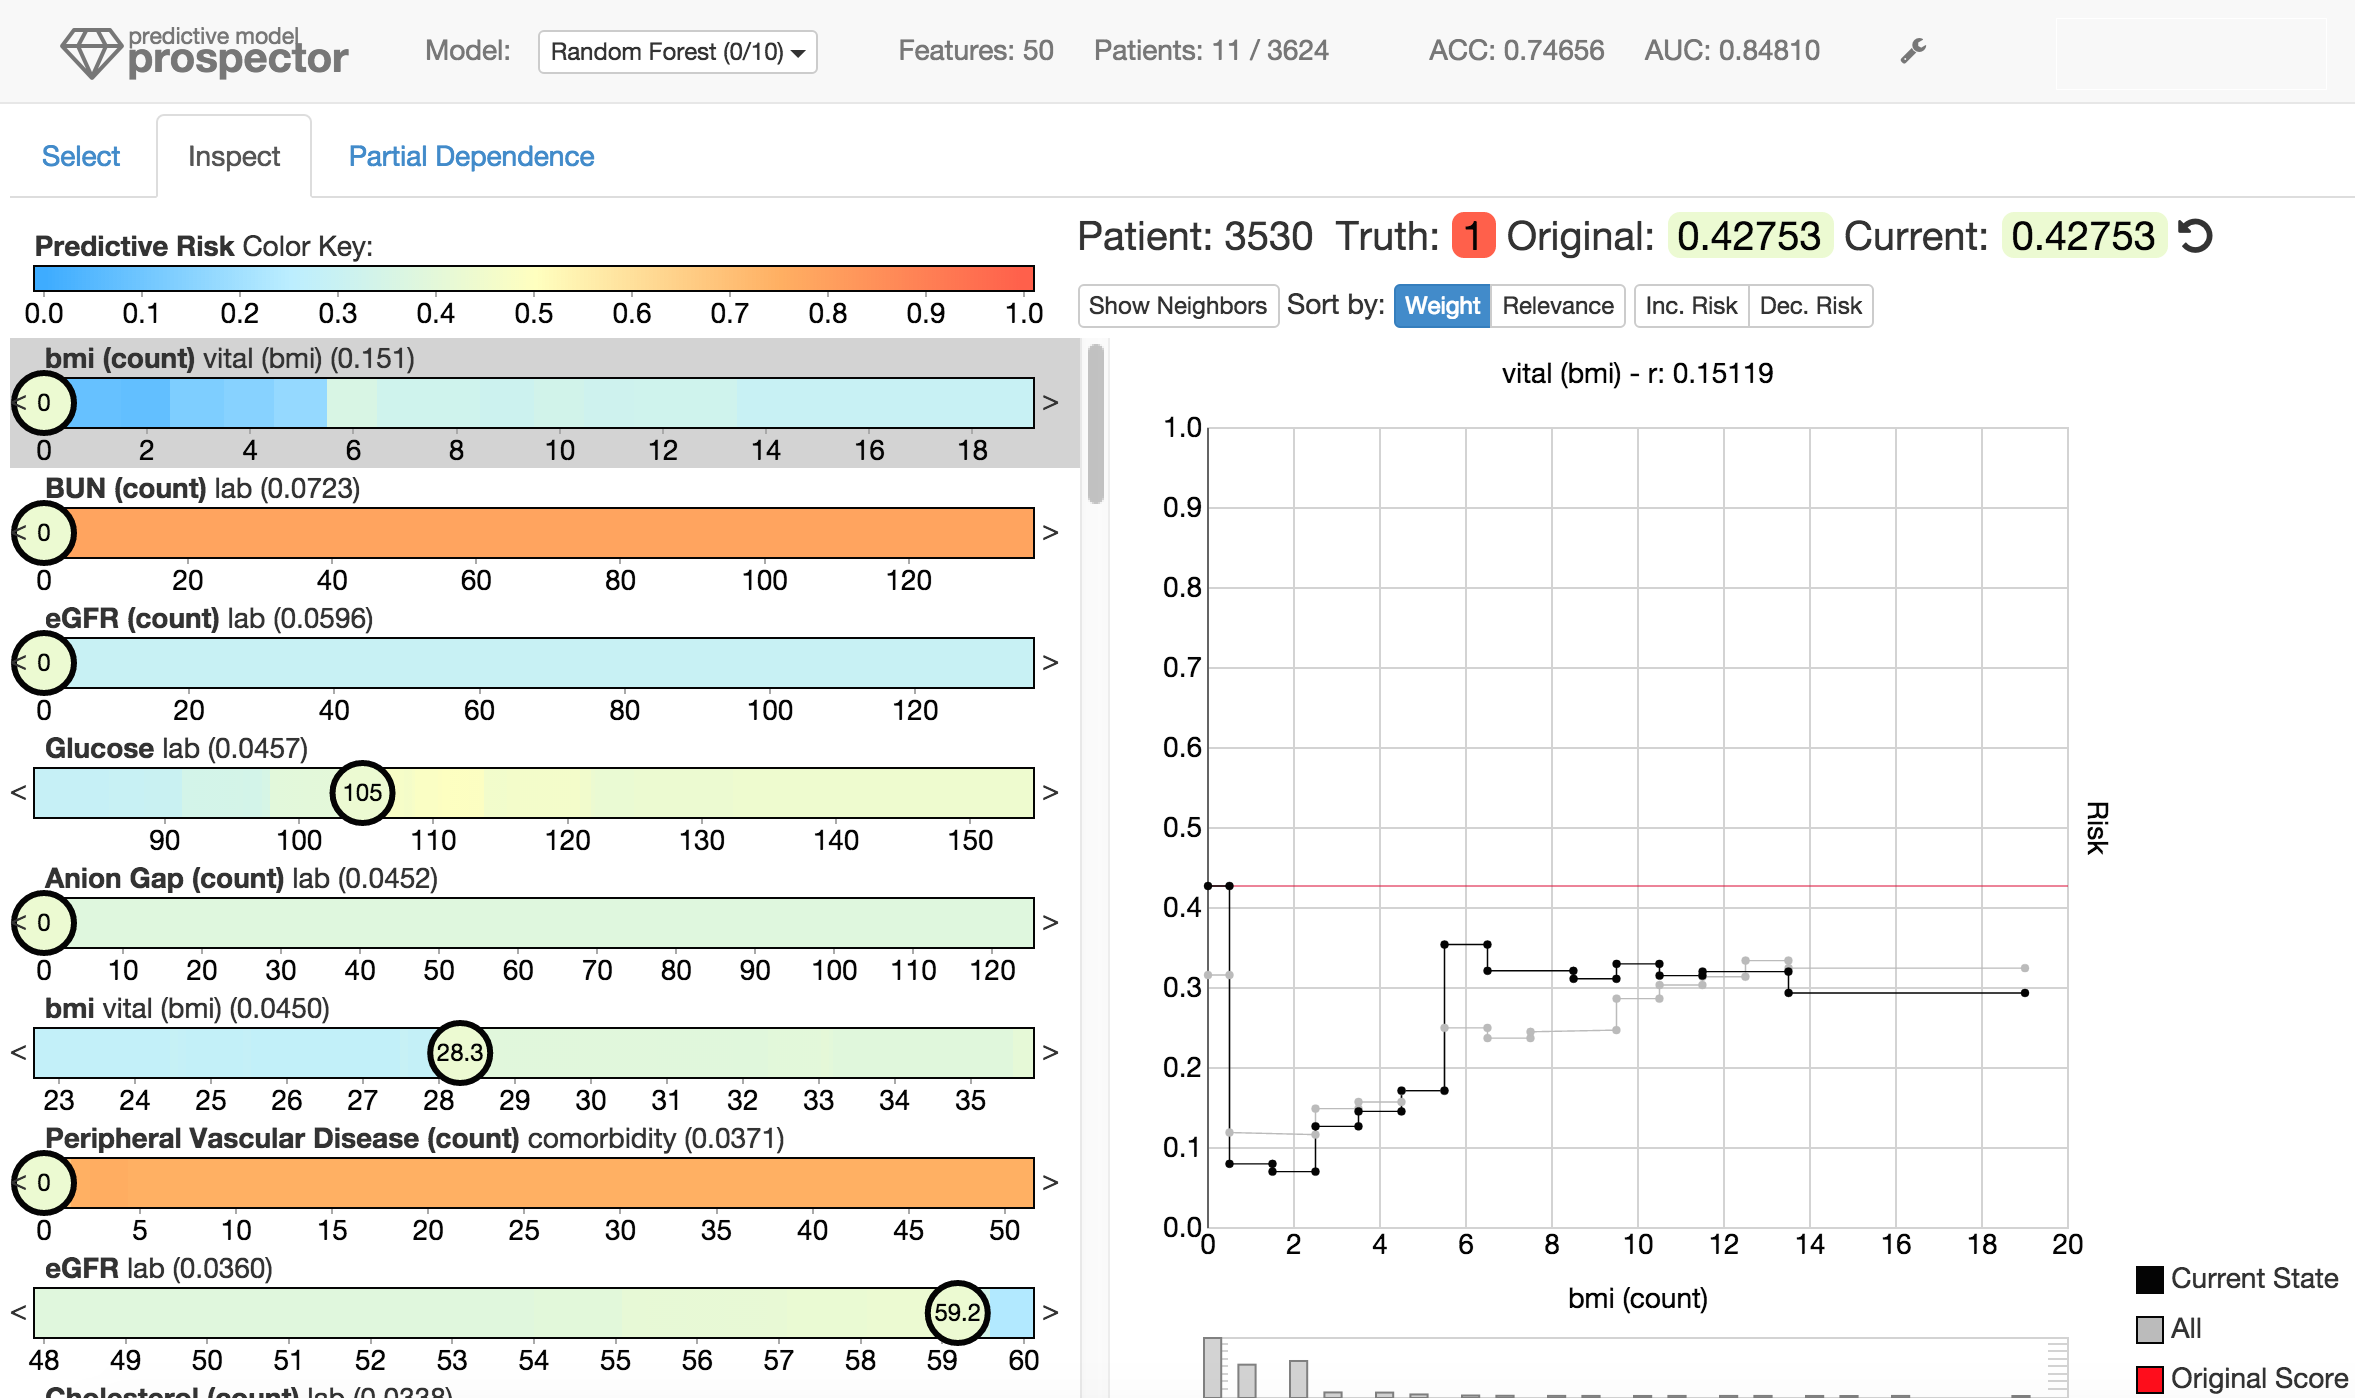 predictive model
prospector
Model: Random Forest (0/10) Features: 50 Patients: 11 / 3624 ACC: 0.74656 AUC: 0.84810
Select Inspect Partial Dependence
Predictive Risk Color Key:
0.0 0.1 0.2 0.3 0.4 0.5 0.6 0.7 0.8 0.9 1.0
bmi (count) vital (bmi) (0.151)
< 0 >
0 2 4 6 8 10 12 14 16 18
BUN (count) lab (0.0723)
< 0 >
0 20 40 60 80 100 120
eGFR (count) lab (0.0596)
< 0 >
0 20 40 60 80 100 120
Glucose lab (0.0457)
< 105 >
90 100 110 120 130 140 150
Anion Gap (count) lab (0.0452)
< 0 >
0 10 20 30 40 50 60 70 80 90 100 110 120
bmi vital (bmi) (0.0450)
< 28.3 >
23 24 25 26 27 28 29 30 31 32 33 34 35
Peripheral Vascular Disease (count) comorbidity (0.0371)
< 0 >
0 5 10 15 20 25 30 35 40 45 50
eGFR lab (0.0360)
< 59.2 >
48 49 50 51 52 53 54 55 56 57 58 59 60
Cholesterol (count) lab (0.0338)
Patient: 3530 Truth: 1 Original: 0.42753 Current: 0.42753
Show Neighbors Sort by: Weight Relevance Inc. Risk Dec. Risk
vital (bmi) - r: 0.15119
1.0
0.9
0.8
0.7
0.6
0.5
0.4
0.3
0.2
0.1
0.0
Risk
0 2 4 6 8 10 12 14 16 18 20
bmi (count)
Current State
All
Original Score